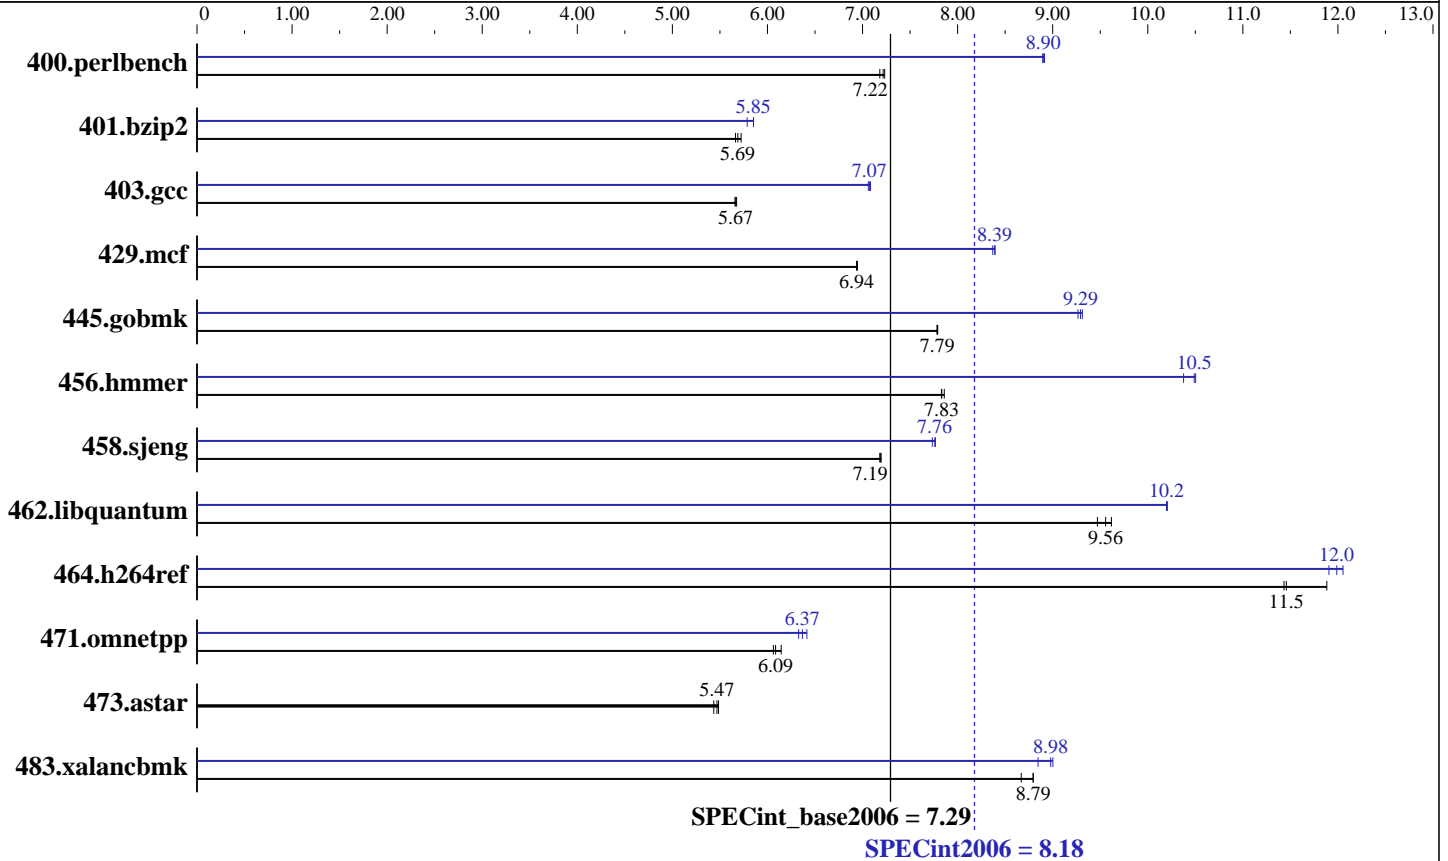 0 1.00 2.00 3.00 4.00 5.00 6.00 7.00 8.00 9.00 10.0 11.0 12.0 13.0
8.90
400.perlbench
7.22
5.85
401.bzip2
5.69
7.07
403.gcc
5.67
8.39
429.mcf
6.94
9.29
445.gobmk
7.79
10.5
456.hmmer
7.83
7.76
458.sjeng
7.19
10.2
462.libquantum
9.56
12.0
464.h264ref
11.5
6.37
471.omnetpp
6.09
5.47
473.astar
8.98
483.xalancbmk
8.79
SPECint_base2006 = 7.29
SPECint2006 = 8.18